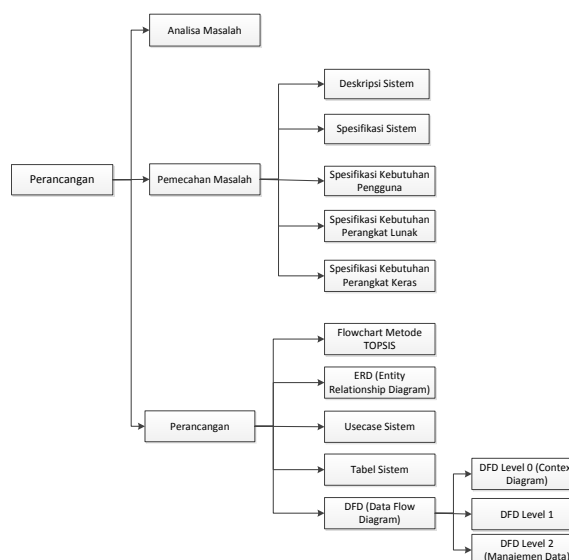 Analisa Masalah
Deskripsi Sistem
Spesifikasi Sistem
Perancangan
Pemecahan Masalah
Spesifikasi Kebutuhan
Pengguna
Spesifikasi Kebutuhan
Perangkat Lunak
Spesifikasi Kebutuhan
Perangkat Keras
Flowchart Metode
TOPSIS
ERD (Entity
Relationship Diagram)
Perancangan
Usecase Sistem
Tabel Sistem
DFD (Data Flow
Diagram)
DFD Level 0 (Contex
Diagram)
DFD Level 1
DFD Level 2
(Manajemen Data)